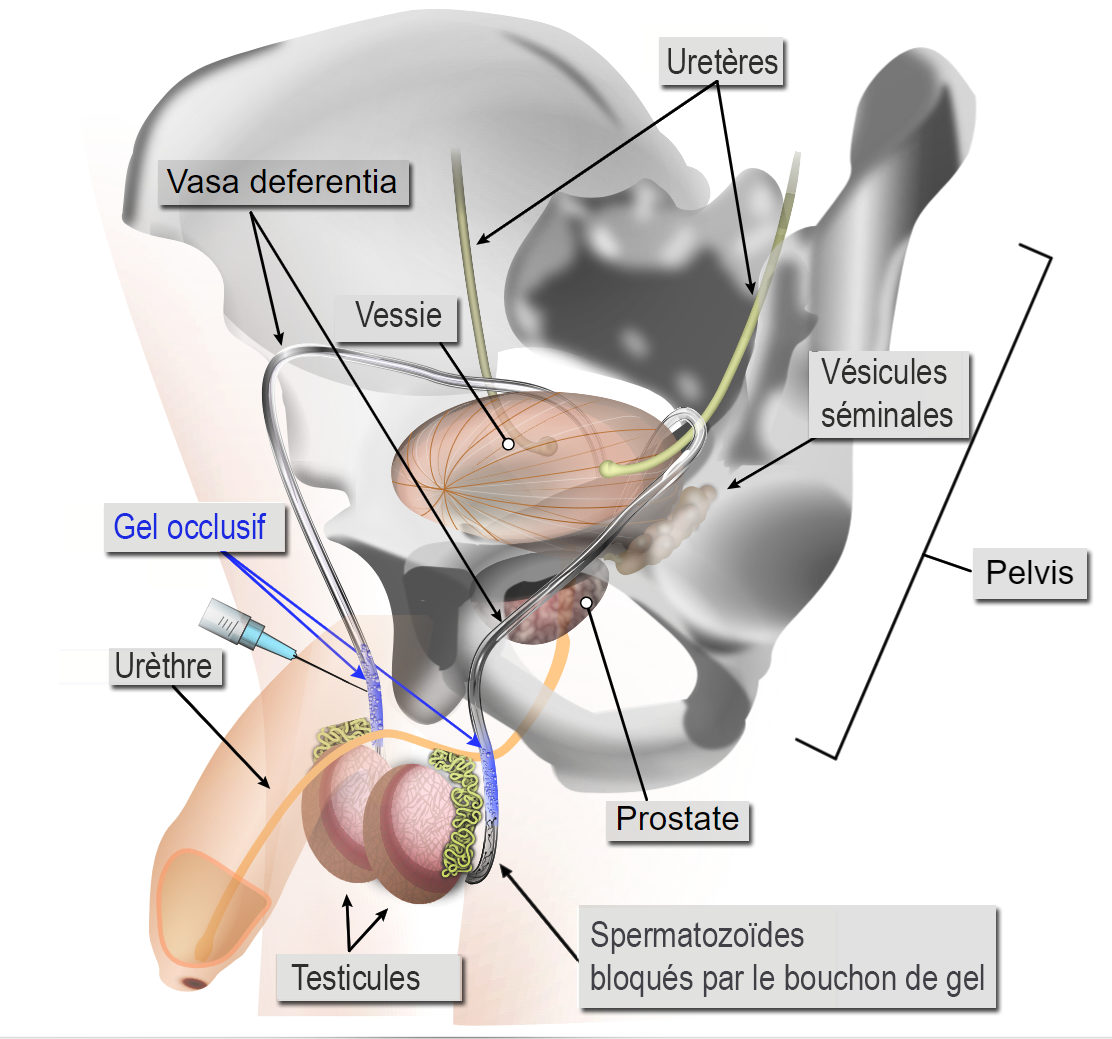 Uretères
Vasa deferentia
Vessie
Vésicules
séminales
Gel occlusif
Pelvis
Urèthre
Prostate
Spermatozoïdes
bloqués par le bouchon de gel
Testicules